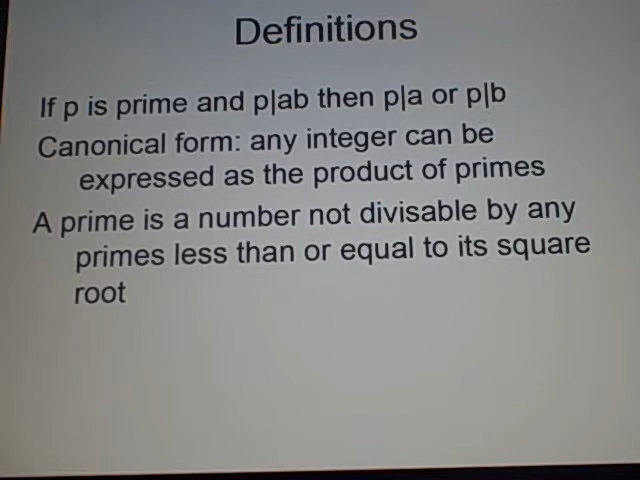 Definitions
If p is prime and p|ab then p|a or p|b
Canonical form: any integer can be
expressed as the product of primes
A prime is a number not divisable by any
primes less than or equal to its square
root